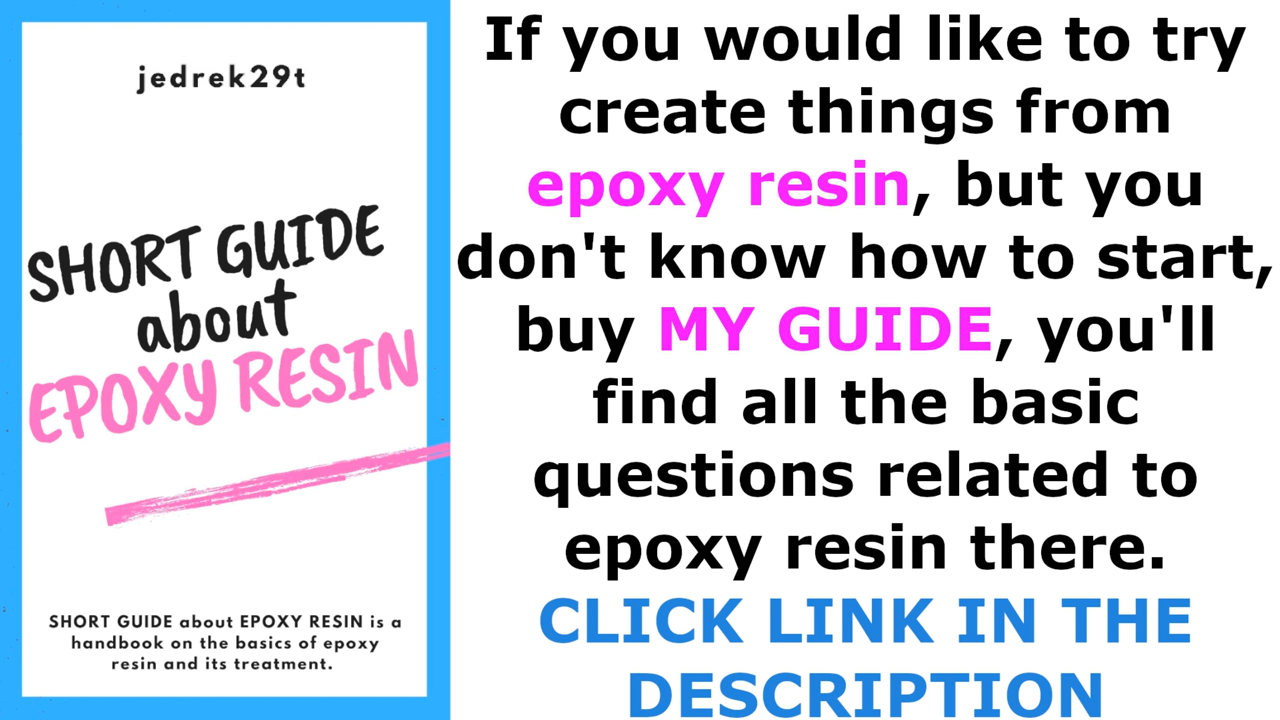 jedrek29t
SHORT GUIDE
about
EPOXY RESIN
SHORT GUIDE about EPOXY RESIN is a
handbook on the basics of epoxy
resin and its treatment.
If you would like to try
create things from
epoxy resin, but you
don't know how to start,
buy MY GUIDE, you'll
find all the basic
questions related to
epoxy resin there.
CLICK LINK IN THE
DESCRIPTION